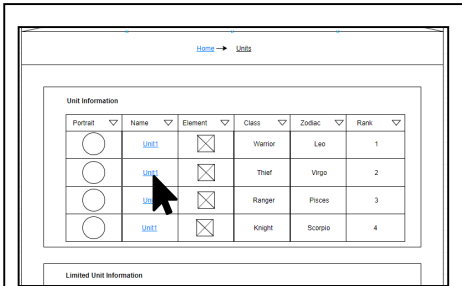 Home Units
Unit Information
Portrait Name Element Class Zodiac Rank
Unit1 Warrior Leo 1
Unit1 Thief Virgo 2
Ranger Pisces 3
Unit1 Knight Scorpio 4
Limited Unit Information